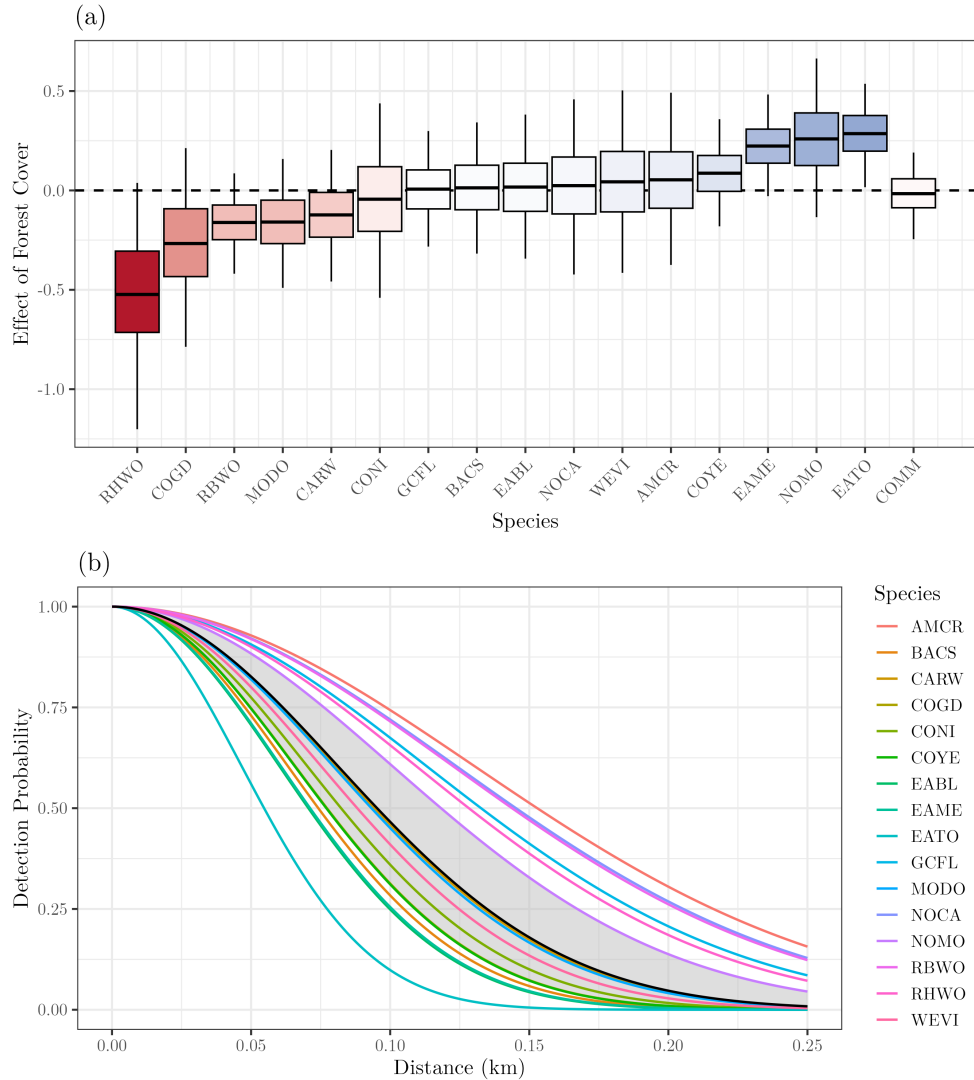 (a)
Effect of Forest Cover
0.5
0.0
-0.5
-1.0
RHWO COGD RBWO MODO CARW CONI GCFL BACS EABL NOCA WEVI AMCR COYE EAME NOMO EATO COMM
Species
(b)
Detection Probability
1.00
0.75
0.50
0.25
0.00
0.00 0.05 0.10 0.15 0.20 0.25
Distance (km)
Species
AMCR
BACS
CARW
COGD
CONI
COYE
EABL
EAME
EATO
GCFL
MODO
NOCA
NOMO
RBWO
RHWO
WEVI